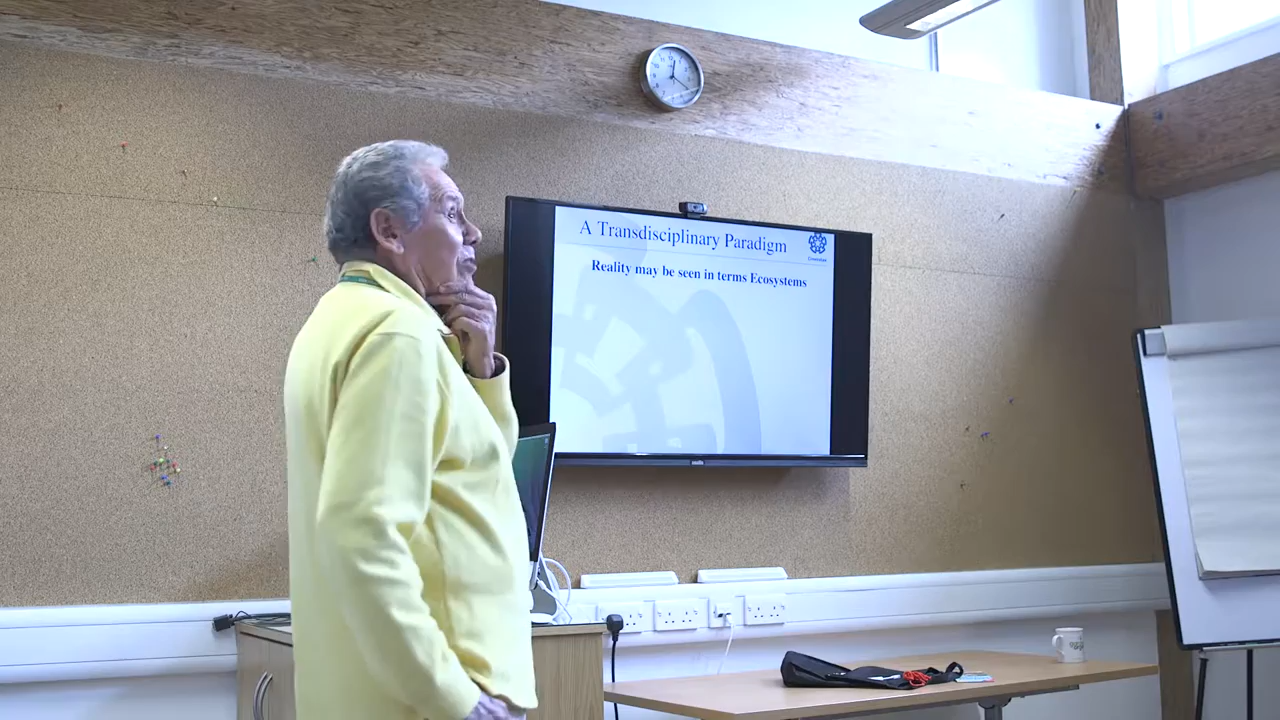 A Transdisciplinary Paradigm
Reality may be seen in terms Ecosystems